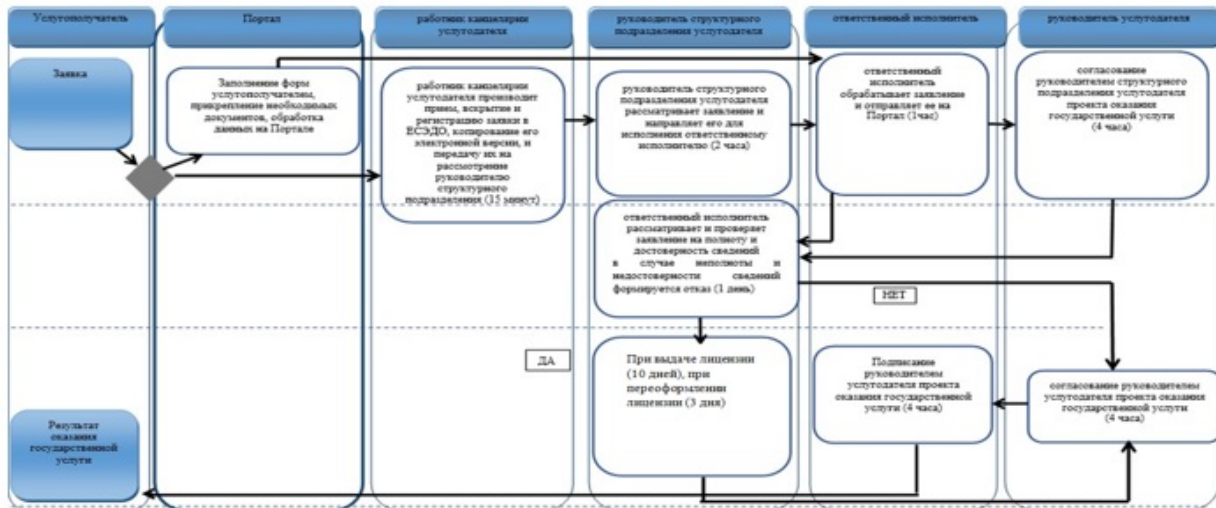 Услугополучатель
Портал
работник канцелярии
услугодателя
руководитель структурного
подразделения услугодателя
ответственный исполнитель
руководитель услугодателя
Заявка
Заполнение форм
услугополучателем,
прикрепление необходимых
документов, обработка
данных на Портале
работник канцелярии
услугодателя производит
прием, вскрытие и
регистрацию заявки в
ЕСЭДО, копирование его
электронной версии, и
передачу их на
рассмотрение
руководителю
структурного
подразделения (15 минут)
руководитель структурного
подразделения услугодателя
рассматривает заявление и
направляет его для
исполнения ответственному
исполнителю (2 часа)
ответственный
исполнитель
обрабатывает заявление
и отправляет ее на
Портал (1час)
согласование
руководителем структурного
подразделения услугодателя
проекта оказания
государственной услуги
(4 часа)
ответственный исполнитель
рассматривает и проверяет
заявление на полноту и
достоверность сведений
в случае неполноты и
недостоверности сведений
формируется отказ (1 день)
НЕТ
ДА
При выдаче лицензии
(10 дней), при
переоформлении
лицензии (3 дня)
Подписание
руководителем
услугодателя проекта
оказания государственной
услуги (4 часа)
согласование руководителем
услугодателя проекта оказания
государственной услуги
(4 часа)
Результат
оказания
государственной
услуги